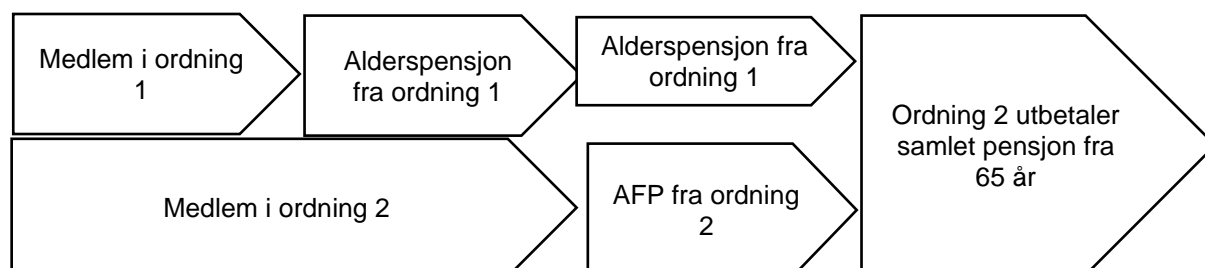 Medlem i ordning
1
Alderspensjon
fra ordning 1
Alderspensjon fra
ordning 1
Medlem i ordning 2
AFP fra ordning
2
Ordning 2 utbetaler
samlet pensjon fra
65 år